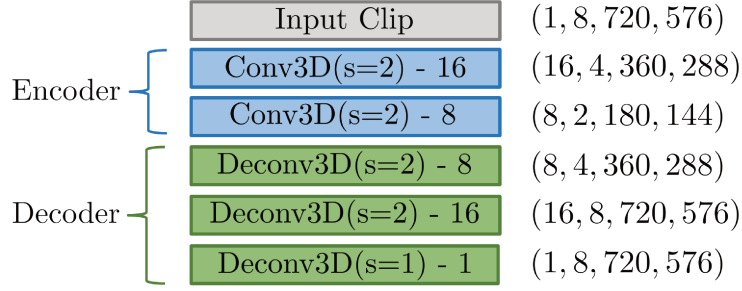 Input Clip (1, 8, 720, 576)
Conv3D(s=2) - 16 (16, 4, 360, 288)
Encoder
Conv3D(s=2) - 8 (8, 2, 180, 144)
Deconv3D(s=2) - 8 (8, 4, 360, 288)
Decoder Deconv3D(s=2) - 16 (16, 8, 720, 576)
Deconv3D(s=1) - 1 (1, 8, 720, 576)